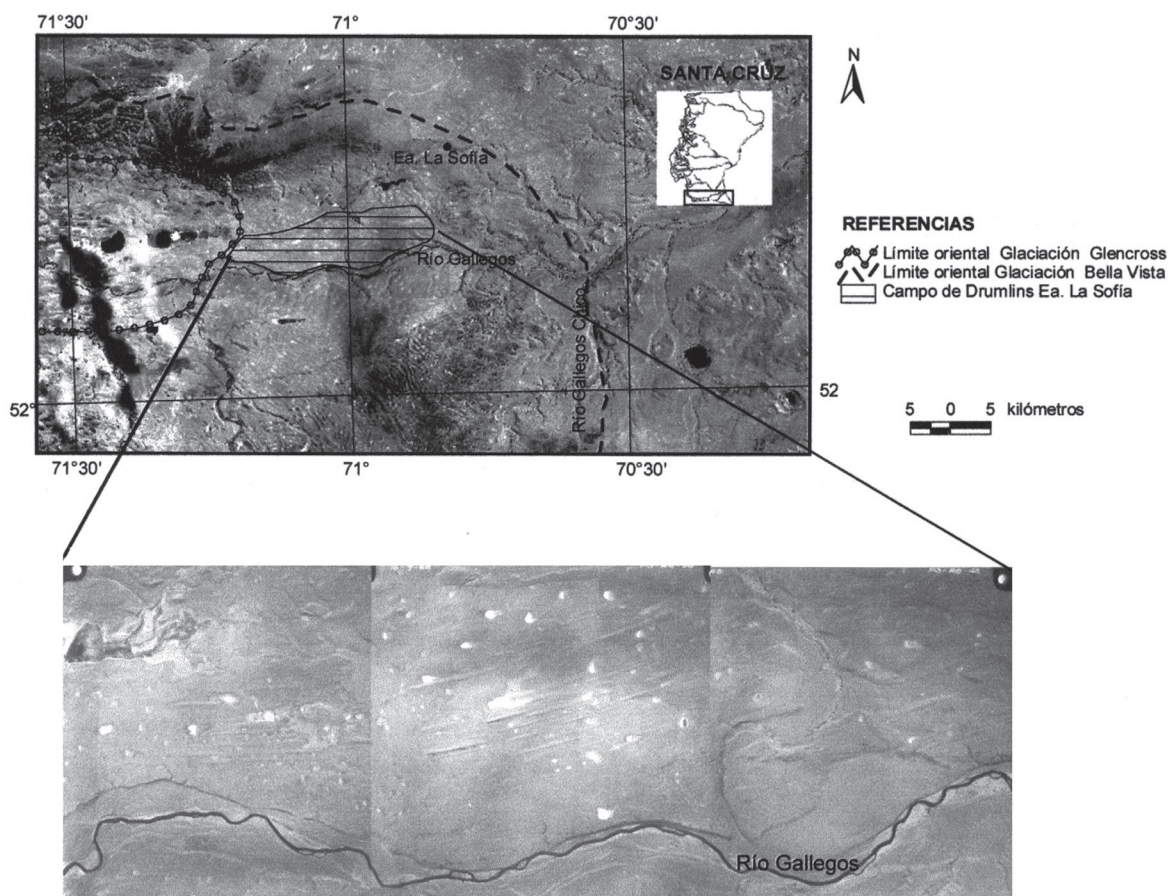 71°30'
71°
70°30'
N
SANTA CRUZ
Ea. La Sofía
Río Gallegos
Río Gallegos Chico
52°
52
71°30'
71°
70°30'
REFERENCIAS
Límite oriental Glaciación Glencross
Límite oriental Glaciación Bella Vista
Campo de Drumlins Ea. La Sofía
5 0 5 kilómetros
Río Gallegos